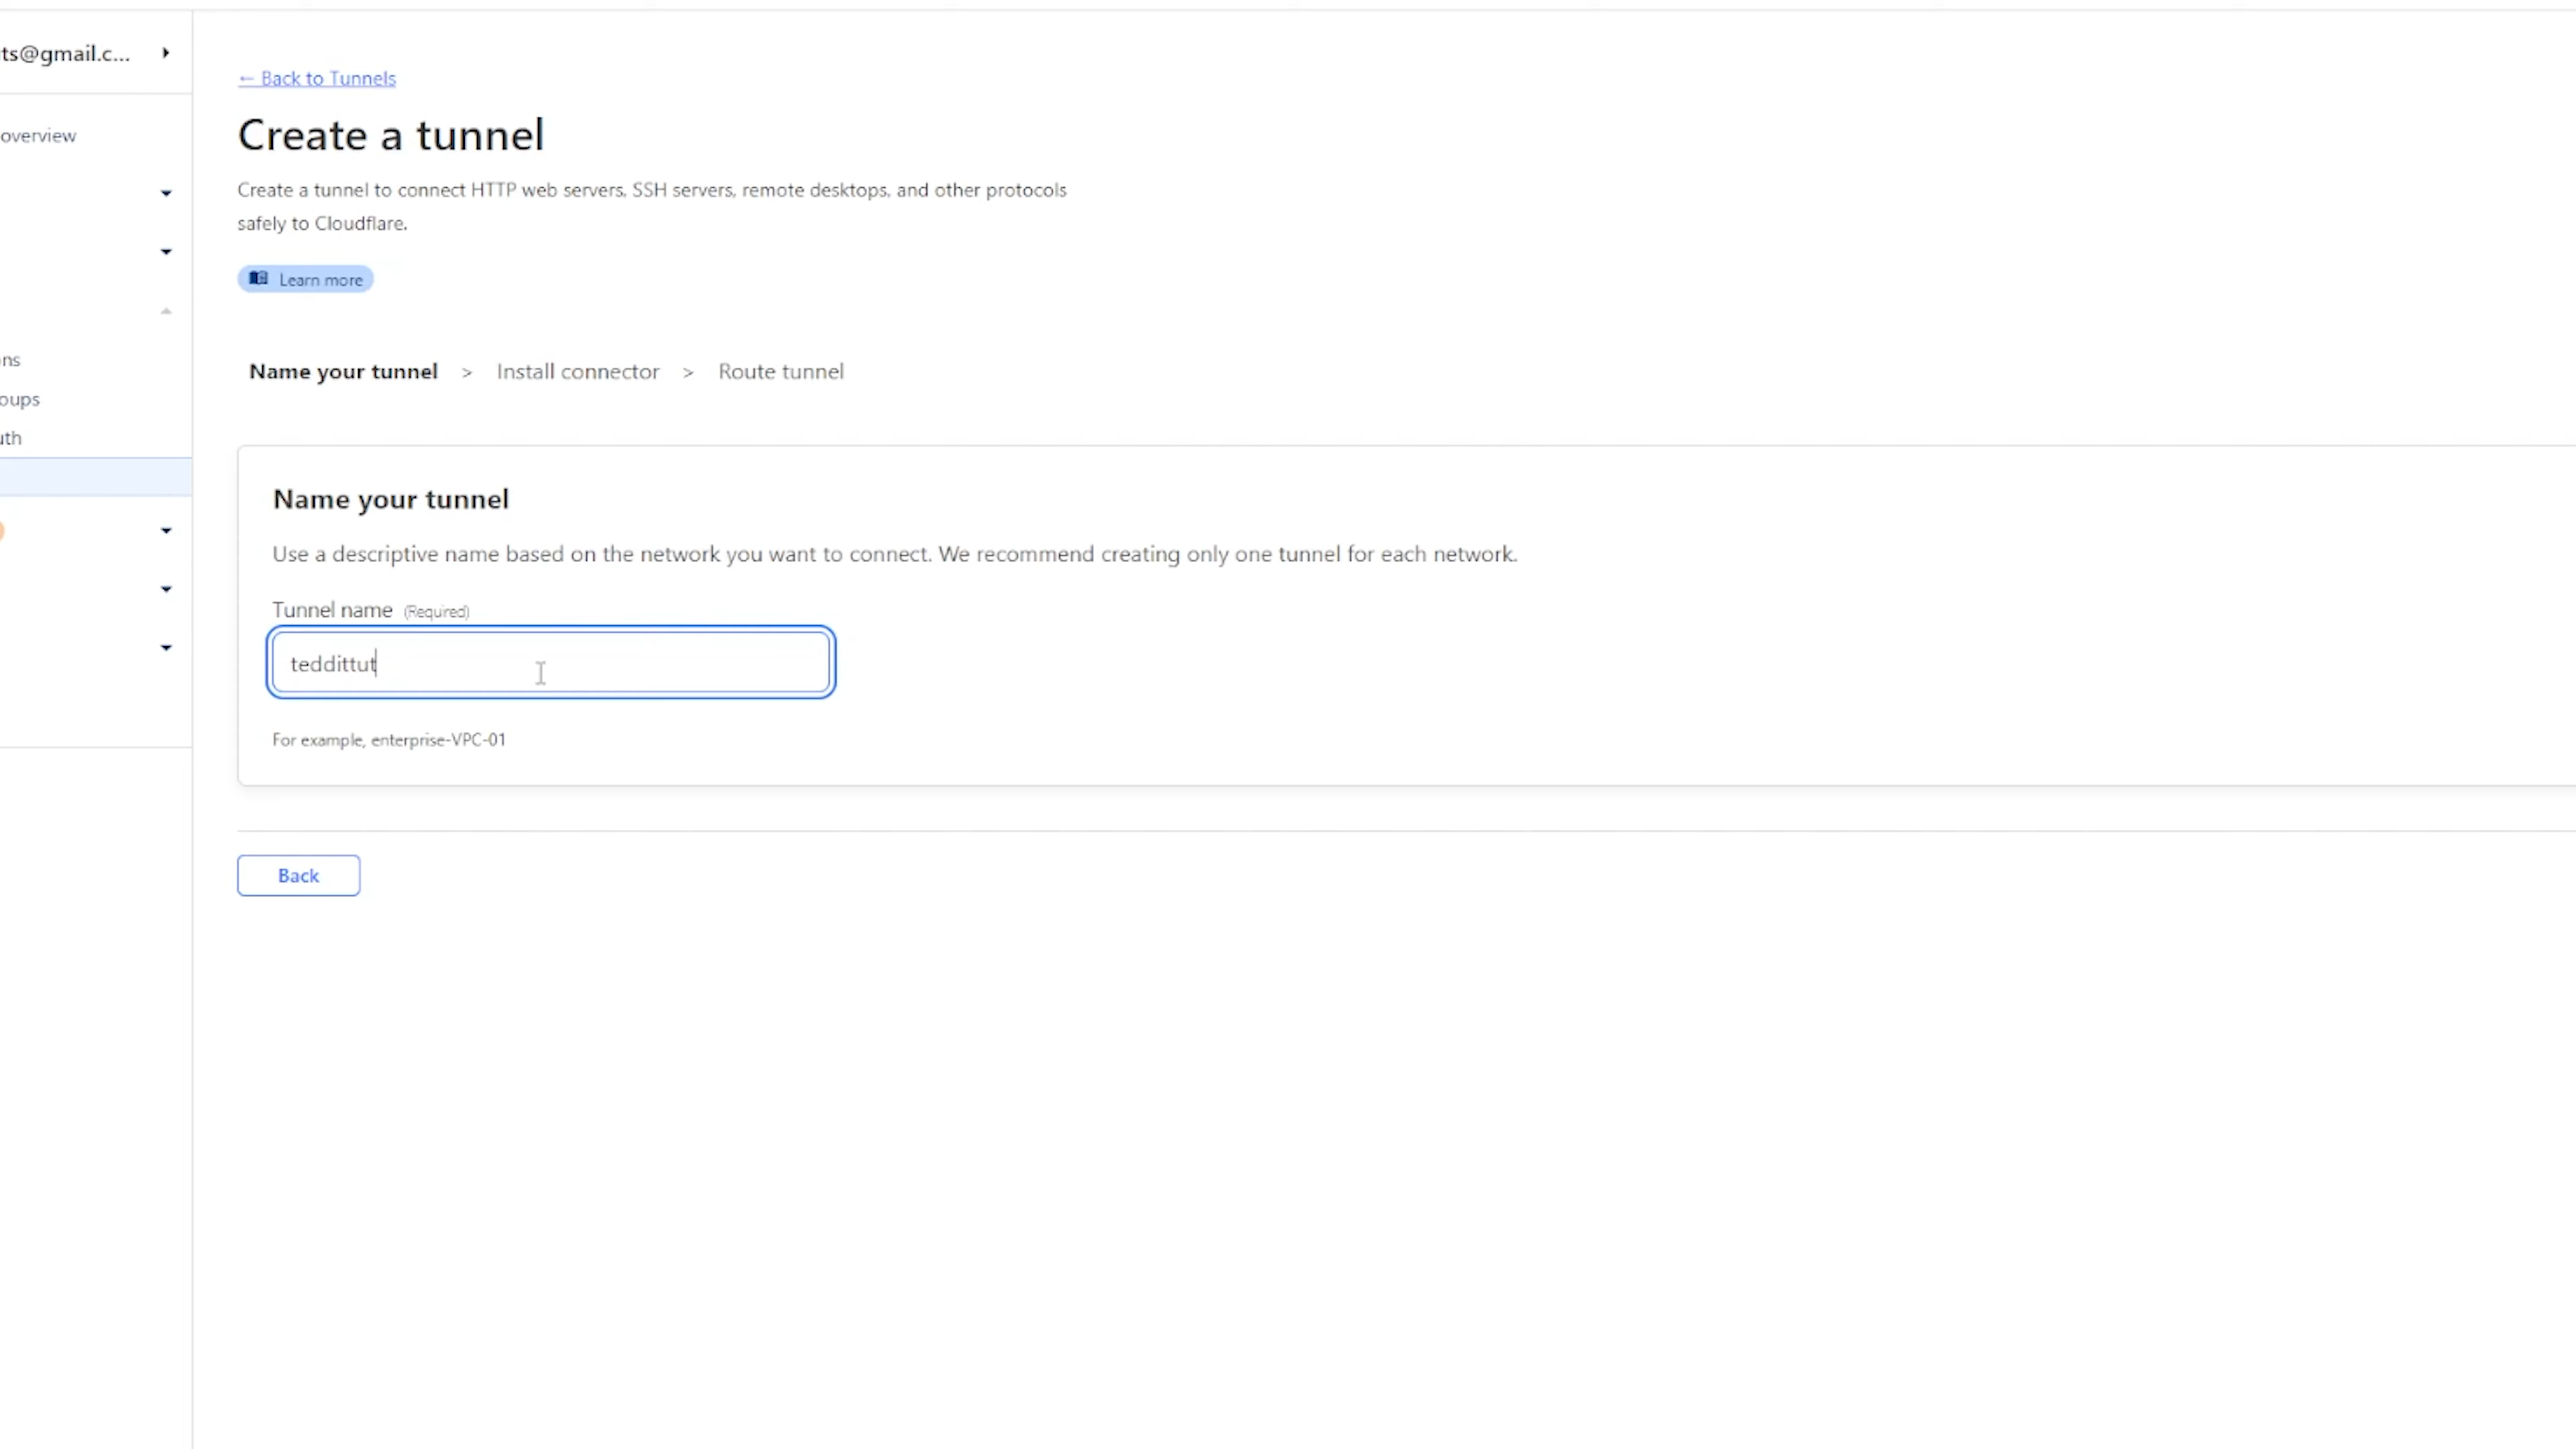 ts@gmail.c...
overview
ns
oups
uth
← Back to Tunnels
Create a tunnel
Create a tunnel to connect HTTP web servers, SSH servers, remote desktops, and other protocols
safely to Cloudflare.
Learn more
Name your tunnel > Install connector > Route tunnel
Name your tunnel
Use a descriptive name based on the network you want to connect. We recommend creating only one tunnel for each network.
Tunnel name (Required)
teddittut
For example, enterprise-VPC-01
Back